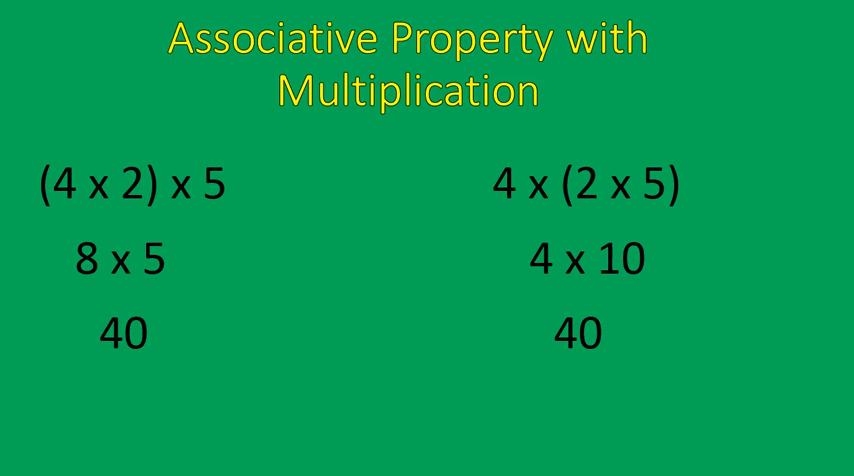 Associative Property with
Multiplication
(4 x 2) x 5
8 x 5
40
4 x (2 x 5)
4 x 10
40